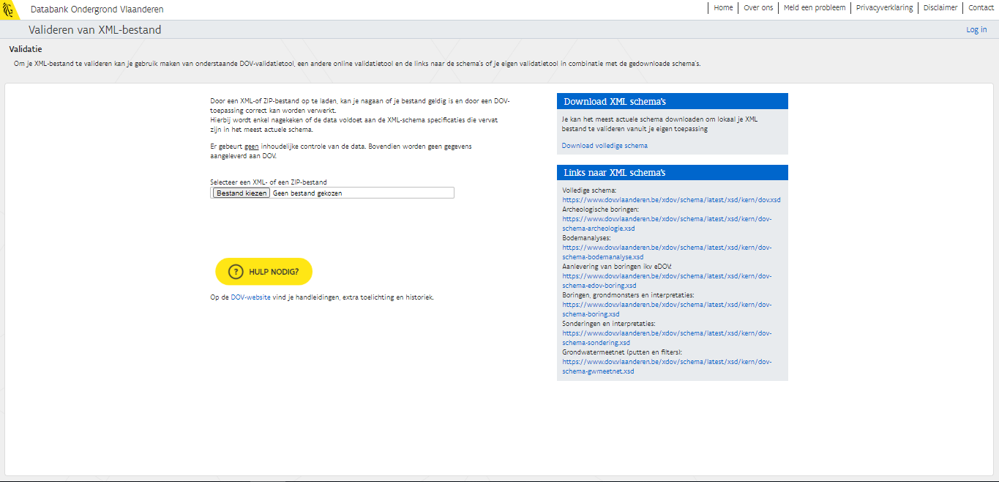 Databank Ondergrond Vlaanderen
Home
Over ons
Meld een probleem
Privacyverklaring
Disclaimer
Contact
Valideren van XML-bestand
Log in
Validatie
Om je XML-bestand te valideren kan je gebruik maken van onderstaande DOV-validatietool, een andere online validatietool en de links naar de schema's of je eigen validatietool in combinatie met de gedownloade schema's.
Door een XML-of ZIP-bestand op te laden, kan je nagaan of je bestand geldig is en door een DOV-
toepassing correct kan worden verwerkt.
Hierbij wordt enkel nagekeken of de data voldoet aan de XML-schema specificaties die vervat
zijn in het meest actuele schema.
Er gebeurt geen inhoudelijke controle van de data. Bovendien worden geen gegevens
aangeleverd aan DOV.
Selecteer een XML- of een ZIP-bestand
Bestand kiezen Geen bestand gekozen
? HULP NODIG?
Op de DOV-website vind je handleidingen, extra toelichting en historiek.
Download XML schema's
Je kan het meest actuele schema downloaden om lokaal je XML
bestand te valideren vanuit je eigen toepassing
Download volledige schema
Links naar XML schema's
Volledige schema:
https://www.dov.vlaanderen.be/xdov/schema/latest/xsd/kern/dov.xsd
Archeologische boringen:
https://www.dov.vlaanderen.be/xdov/schema/latest/xsd/kern/dov-
schema-archeologie.xsd
Bodemanalyses:
https://www.dov.vlaanderen.be/xdov/schema/latest/xsd/kern/dov-
schema-bodemanalyse.xsd
Aanlevering van boringen ikv eDOV:
https://www.dov.vlaanderen.be/xdov/schema/latest/xsd/kern/dov-
schema-edov-boring.xsd
Boringen, grondmonsters en interpretaties:
https://www.dov.vlaanderen.be/xdov/schema/latest/xsd/kern/dov-
schema-boring.xsd
Sonderingen en interpretaties:
https://www.dov.vlaanderen.be/xdov/schema/latest/xsd/kern/dov-
schema-sondering.xsd
Grondwatermeetnet (putten en filters):
https://www.dov.vlaanderen.be/xdov/schema/latest/xsd/kern/dov-
schema-gwmeetnet.xsd